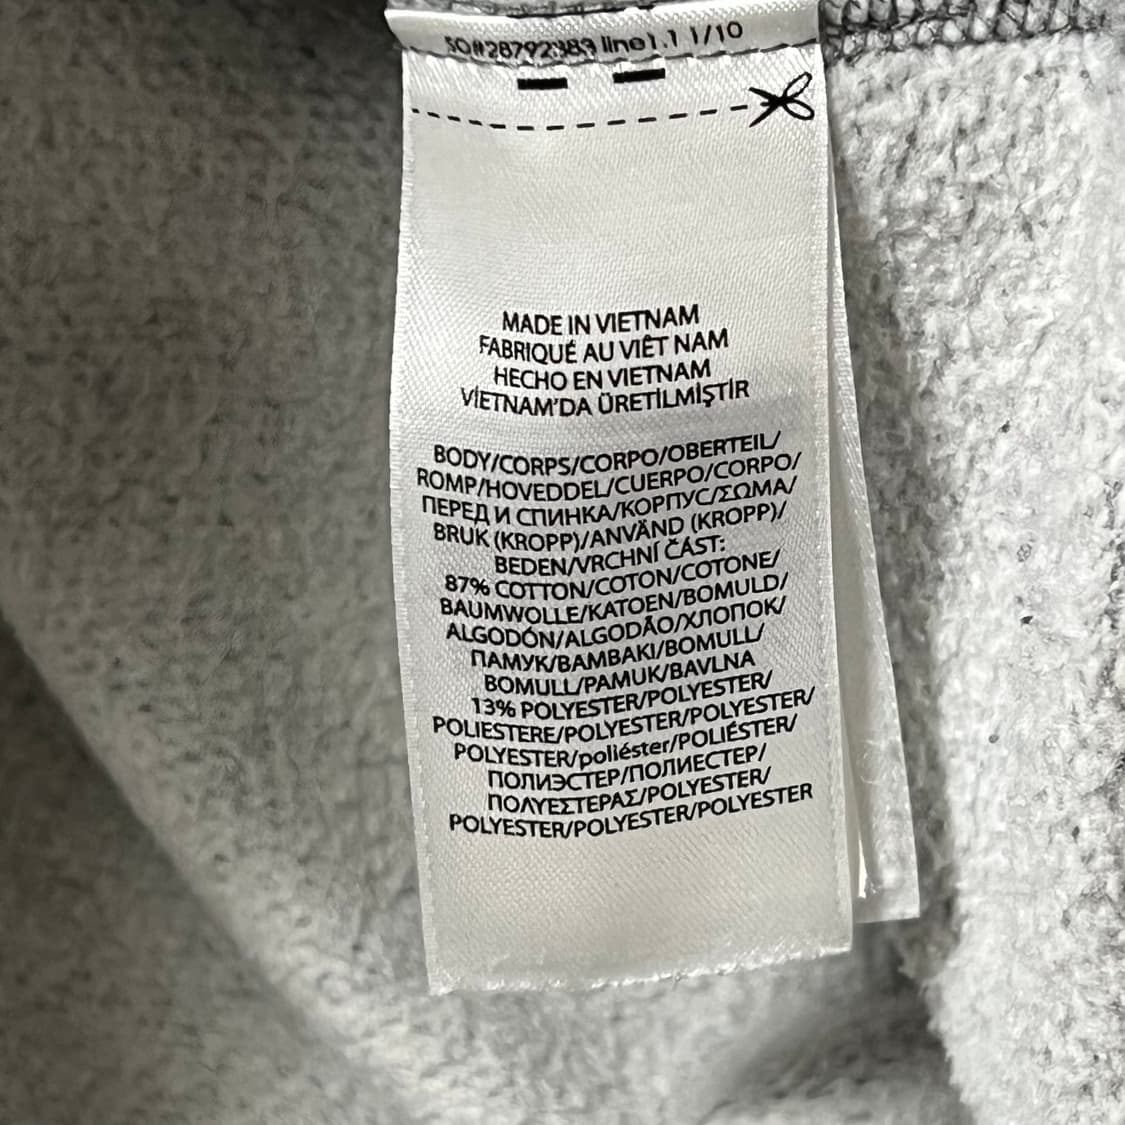 SO#28792383 line1.1 1/10
MADE IN VIETNAM
FABRIQUÉ AU VIÊT NAM
HECHO EN VIETNAM
VİETNAM'DA ÜRETİLMİŞTİR
BODY/CORPS/CORPO/OBERTEIL/
ROMP/HOVEDDEL/CUERPO/CORPO/
ПЕРЕД И СПИНКА/КОРПУС/ΣΩΜΑ/
BRUK (KROPP)/ANVÄND (KROPP)/
BEDEN/VRCHNÍ ČÁST:
87% COTTON/COTON/COTONE/
BAUMWOLLE/KATOEN/BOMULD/
ALGODÓN/ALGODÃO/ХЛОПОК/
ПАМУК/ΒΑΜΒΑΚΙ/BOMULL/
BOMULL/PAMUK/BAVLNA
13% POLYESTER/POLYESTER/
POLIESTERE/POLYESTER/POLYESTER/
POLYESTER/poliéster/POLIÉSTER/
ПОЛИЭСТЕР/ПОЛИЕСТЕР/
ΠΟΛΥΕΣΤΕΡΑΣ/POLYESTER/
POLYESTER/POLYESTER/POLYESTER